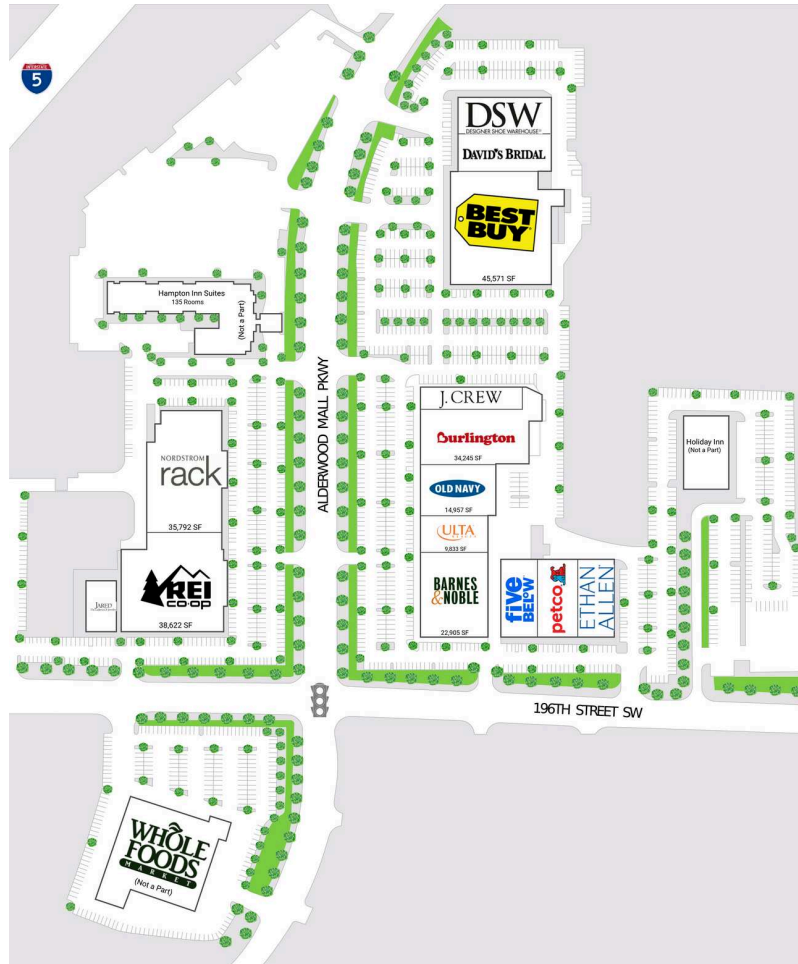 INTERSTATE
5
DSW
DESIGNER SHOE WAREHOUSE
DAVID'S BRIDAL
BEST
BUY
45,571 SF
Hampton Inn Suites
135 Rooms
(Not a Part)
ALDERWOOD MALL PKWY
J.CREW
Burlington
34,245 SF
OLD NAVY
14,957 SF
ULTA
BEAUTY
9,833 SF
BARNES
&NOBLE
22,905 SF
NORDSTROM
rack
35,792 SF
REI
co-op
38,622 SF
JARED
Holiday Inn
(Not a Part)
five
BELOW
petco
ETHAN
ALLEN
196TH STREET SW
WHOLE
FOODS
MARKET
(Not a Part)